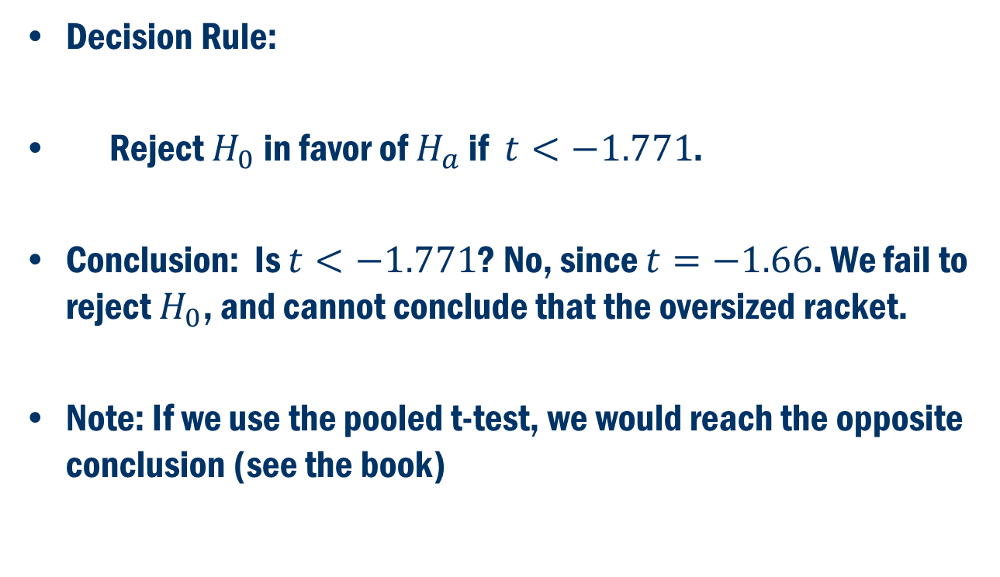 • Decision Rule:
• Reject $H_0$ in favor of $H_a$ if $t < -1.771$.
• Conclusion: Is $t < -1.771$? No, since $t = -1.66$. We fail to
reject $H_0$, and cannot conclude that the oversized racket.
• Note: If we use the pooled t-test, we would reach the opposite
conclusion (see the book)